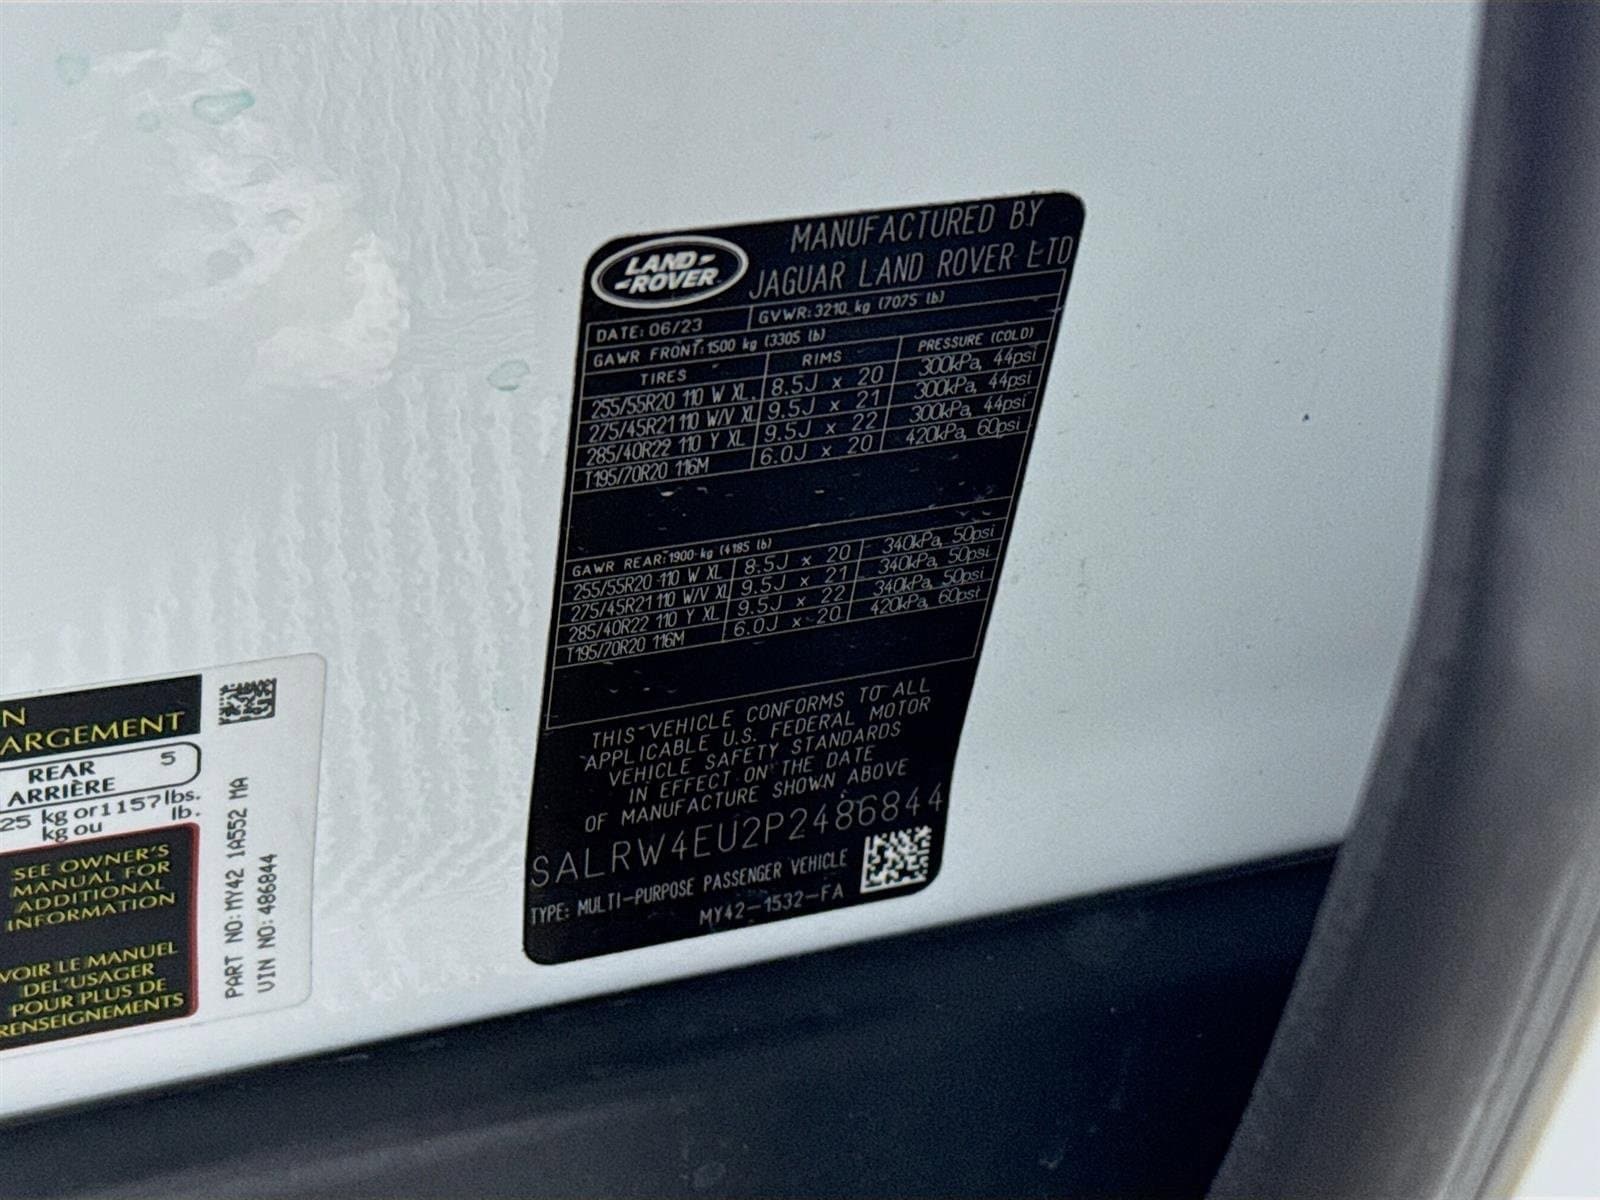 LAND-
-ROVER
MANUFACTURED BY
JAGUAR LAND ROVER LTD
DATE: 06/23 GVWR: 3210 kg (7075 lb)
GAWR FRONT: 1500 kg (3305 lb)
TIRES RIMS PRESSURE (COLD)
255/55R20 110 W XL 8.5J x 20 300kPa, 44psi
275/45R21 110 W/V XL 9.5J x 21 300kPa, 44psi
285/40R22 110 Y XL 9.5J x 22 300kPa, 44psi
T195/70R20 116M 6.0J x 20 420kPa, 60psi
GAWR REAR: 1900 kg (4185 lb)
255/55R20 110 W XL 8.5J x 20 340kPa, 50psi
275/45R21 110 W/V XL 9.5J x 21 340kPa, 50psi
285/40R22 110 Y XL 9.5J x 22 340kPa, 50psi
T195/70R20 116M 6.0J x 20 420kPa, 60psi
THIS VEHICLE CONFORMS TO ALL
APPLICABLE U.S. FEDERAL MOTOR
VEHICLE SAFETY STANDARDS
IN EFFECT ON THE DATE
OF MANUFACTURE SHOWN ABOVE
SALRW4EU2P2486844
TYPE: MULTI-PURPOSE PASSENGER VEHICLE
MY42-1532-FA
N
ARGEMENT
REAR 5
ARRIÈRE
25 kg or 1157 lbs.
kg ou lb.
SEE OWNER'S
MANUAL FOR
ADDITIONAL
INFORMATION
VOIR LE MANUEL
DEL'USAGER
POUR PLUS DE
RENSEIGNEMENTS
PART NO: MY42 1A552 MA
VIN NO: 486844